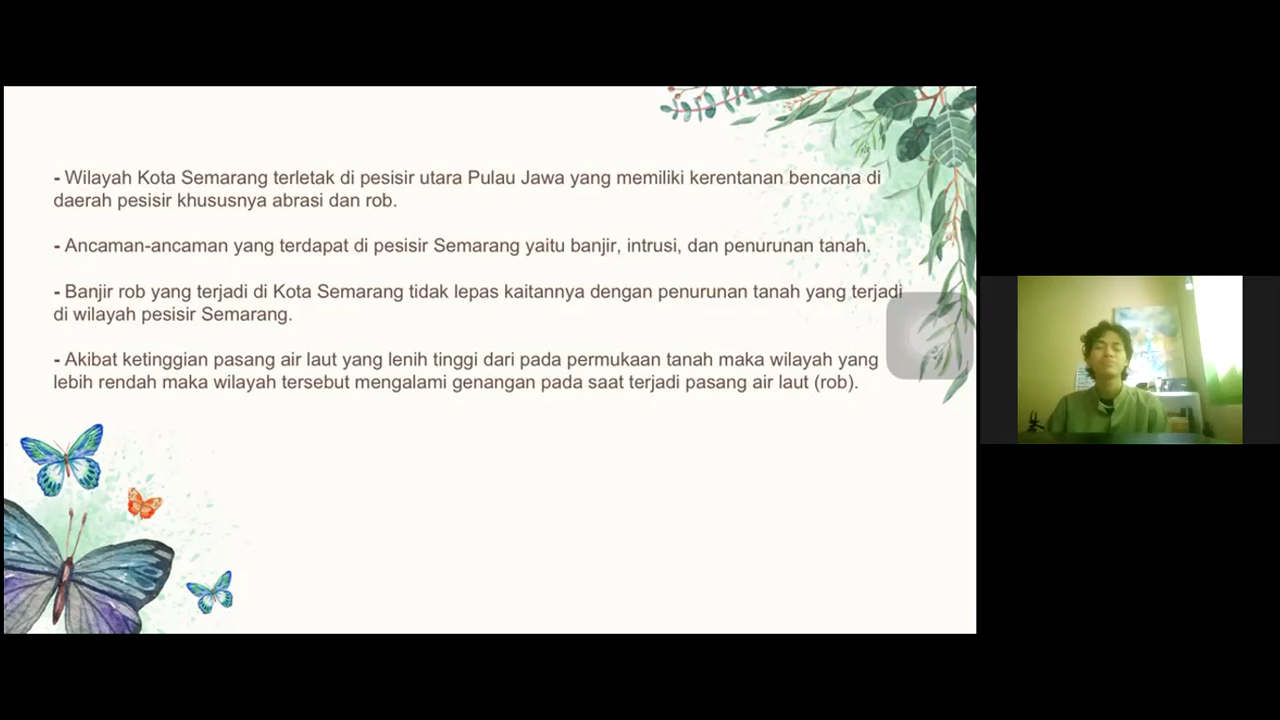 - Wilayah Kota Semarang terletak di pesisir utara Pulau Jawa yang memiliki kerentanan bencana di
daerah pesisir khususnya abrasi dan rob.
- Ancaman-ancaman yang terdapat di pesisir Semarang yaitu banjir, intrusi, dan penurunan tanah.
- Banjir rob yang terjadi di Kota Semarang tidak lepas kaitannya dengan penurunan tanah yang terjadi
di wilayah pesisir Semarang.
- Akibat ketinggian pasang air laut yang lenih tinggi dari pada permukaan tanah maka wilayah yang
lebih rendah maka wilayah tersebut mengalami genangan pada saat terjadi pasang air laut (rob).